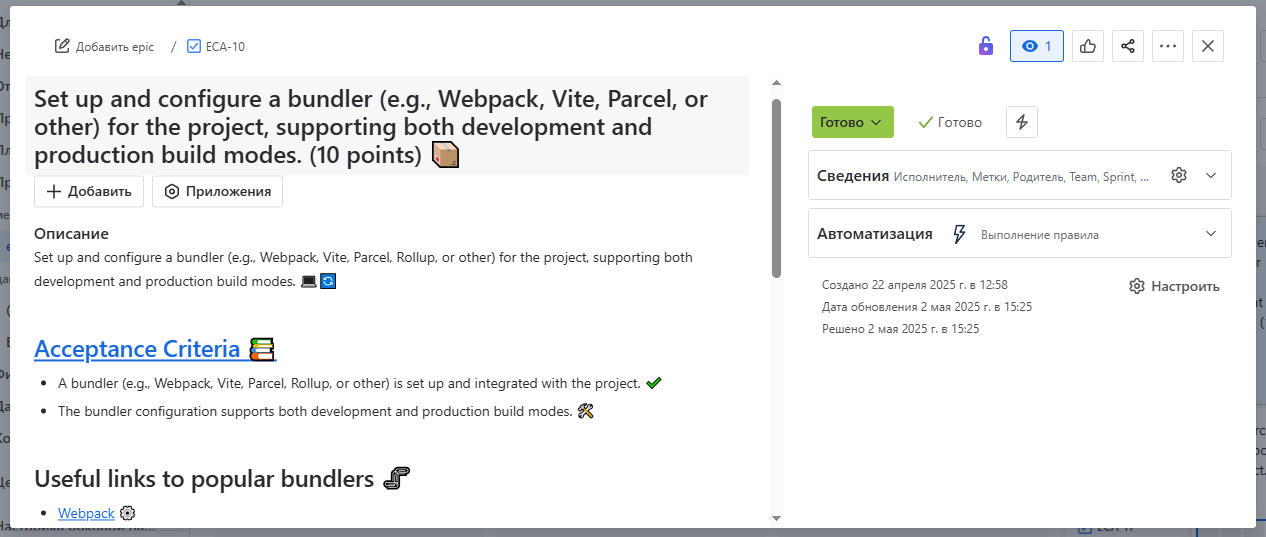 Добавить epic / ECA-10
1
Set up and configure a bundler (e.g., Webpack, Vite, Parcel, or
other) for the project, supporting both development and
production build modes. (10 points) 📦
Добавить
Приложения
Описание
Set up and configure a bundler (e.g., Webpack, Vite, Parcel, Rollup, or other) for the project, supporting both
development and production build modes. 💻🔄
Acceptance Criteria 📚
• A bundler (e.g., Webpack, Vite, Parcel, Rollup, or other) is set up and integrated with the project. ✔️
• The bundler configuration supports both development and production build modes. 🛠️
Useful links to popular bundlers 🖇️
• Webpack ⚙️
Готово
Готово
Сведения Исполнитель, Метки, Родитель, Team, Sprint, ...
Автоматизация Выполнение правила
Создано 22 апреля 2025 г. в 12:58
Дата обновления 2 мая 2025 г. в 15:25
Решено 2 мая 2025 г. в 15:25
Настроить